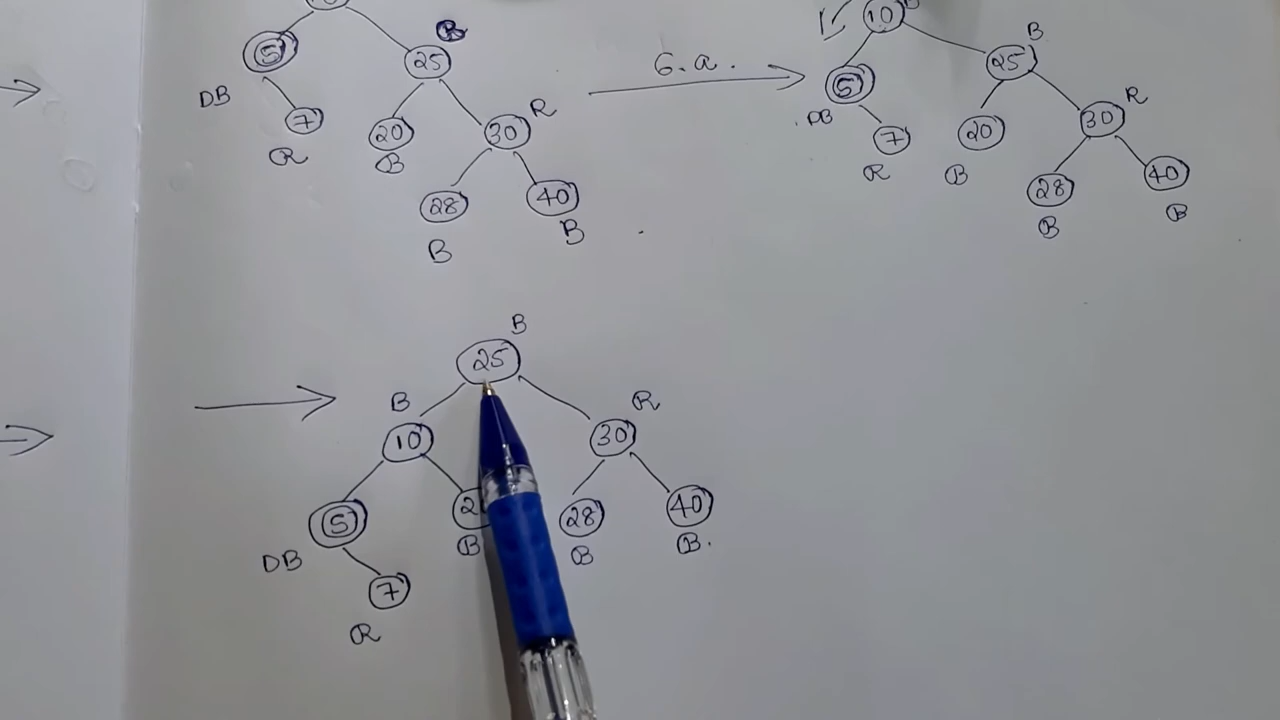 10 B
5 25 R
6.a.
10
25 B
DB 7 R 20 B 30 R
5 DB 7 R 20 B 30 R
28 B 40 B
28 B 40 B
25 B
B 10 30 R
5 B 28 B 40 B.
DB 7 R